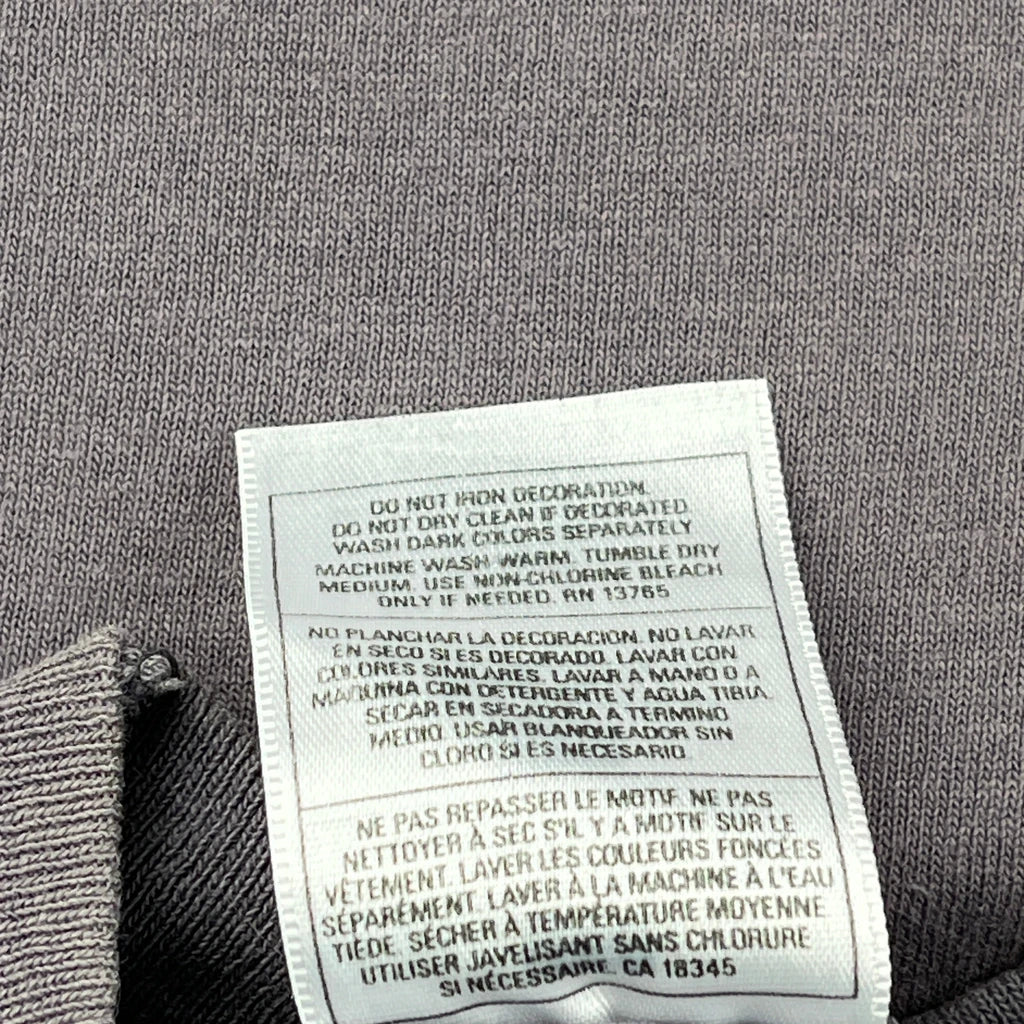 DO NOT IRON DECORATION.
DO NOT DRY CLEAN IF DECORATED.
WASH DARK COLORS SEPARATELY
MACHINE WASH WARM. TUMBLE DRY
MEDIUM. USE NON-CHLORINE BLEACH
ONLY IF NEEDED. RN 13765
NO PLANCHAR LA DECORACION. NO LAVAR
EN SECO SI ES DECORADO. LAVAR CON
COLORES SIMILARES. LAVAR A MANO O A
MAQUINA CON DETERGENTE Y AGUA TIBIA.
SECAR EN SECADORA A TERMINO
MEDIO. USAR BLANQUEADOR SIN
CLORO SI ES NECESARIO.
NE PAS REPASSER LE MOTIF. NE PAS
NETTOYER À SEC S'IL Y A MOTIF SUR LE
VÊTEMENT. LAVER LES COULEURS FONCÉES
SÉPARÉMENT. LAVER À LA MACHINE À L'EAU
TIÈDE. SÉCHER À TEMPÉRATURE MOYENNE.
UTILISER JAVELISANT SANS CHLORURE
SI NÉCESSAIRE. CA 18345